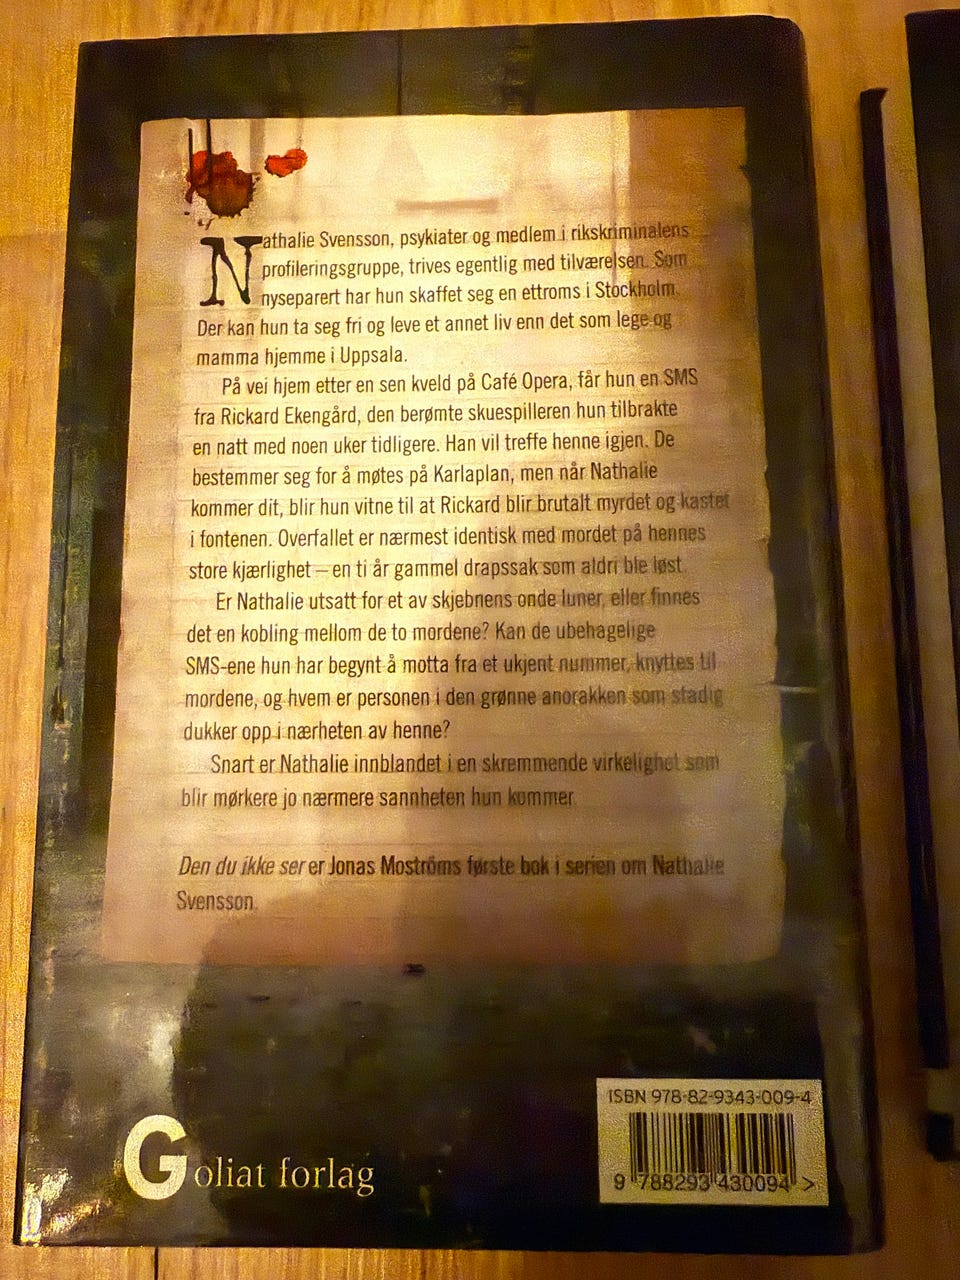 Nathalie Svensson, psykiater og medlem i rikskriminalens
profileringsgruppe, trives egentlig med tilværelsen. Som
nyseparert har hun skaffet seg en ettroms i Stockholm.
Der kan hun ta seg fri og leve et annet liv enn det som lege og
mamma hjemme i Uppsala.
På vei hjem etter en sen kveld på Café Opera, får hun en SMS
fra Rickard Ekengård, den berømte skuespilleren hun tilbrakte
en natt med noen uker tidligere. Han vil treffe henne igjen. De
bestemmer seg for å møtes på Karlaplan, men når Nathalie
kommer dit, blir hun vitne til at Rickard blir brutalt myrdet og kastet
i fontenen. Overfallet er nærmest identisk med mordet på hennes
store kjærlighet – en ti år gammel drapssak som aldri ble løst.
Er Nathalie utsatt for et av skjebnens onde luner, eller finnes
det en kobling mellom de to mordene? Kan de ubehagelige
SMS-ene hun har begynt å motta fra et ukjent nummer, knyttes til
mordene, og hvem er personen i den grønne anorakken som stadig
dukker opp i nærheten av henne?
Snart er Nathalie innblandet i en skremmende virkelighet som
blir mørkere jo nærmere sannheten hun kommer.
Den du ikke ser er Jonas Moströms første bok i serien om Nathalie
Svensson.
Goliat forlag
ISBN 978-82-9343-009-4
9 788293 430094 >